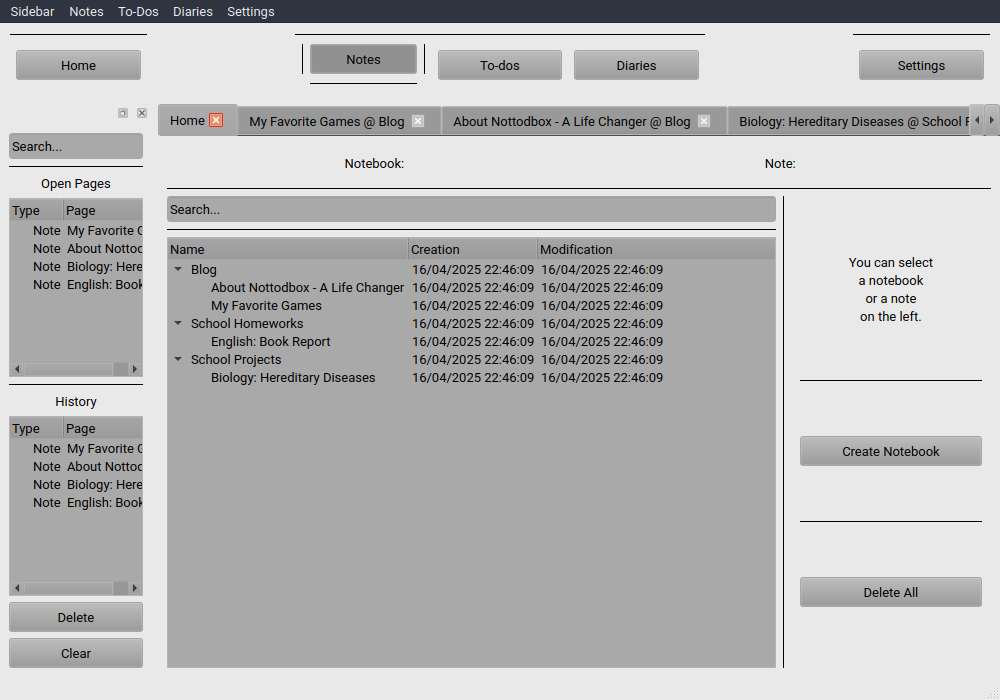 Sidebar Notes To-Dos Diaries Settings
Home Notes To-dos Diaries Settings
Home My Favorite Games @ Blog About Nottodbox - A Life Changer @ Blog Biology: Hereditary Diseases @ School
Search...
Open Pages
Type Page
Note My Favorite
Note About
Note Biology:
Note English: Book
History
Type Page
Note My Favorite
Note About
Note Biology:
Note English: Book
Delete
Clear
Notebook: Note:
Search...
Name Creation Modification
Blog 16/04/2025 22:46:09 16/04/2025 22:46:09
About Nottodbox - A Life Changer 16/04/2025 22:46:09 16/04/2025 22:46:09
My Favorite Games 16/04/2025 22:46:09 16/04/2025 22:46:09
School Homeworks 16/04/2025 22:46:09 16/04/2025 22:46:09
English: Book Report 16/04/2025 22:46:09 16/04/2025 22:46:09
School Projects 16/04/2025 22:46:09 16/04/2025 22:46:09
Biology: Hereditary Diseases 16/04/2025 22:46:09 16/04/2025 22:46:09
You can select
a notebook
or a note
on the left.
Create Notebook
Delete All